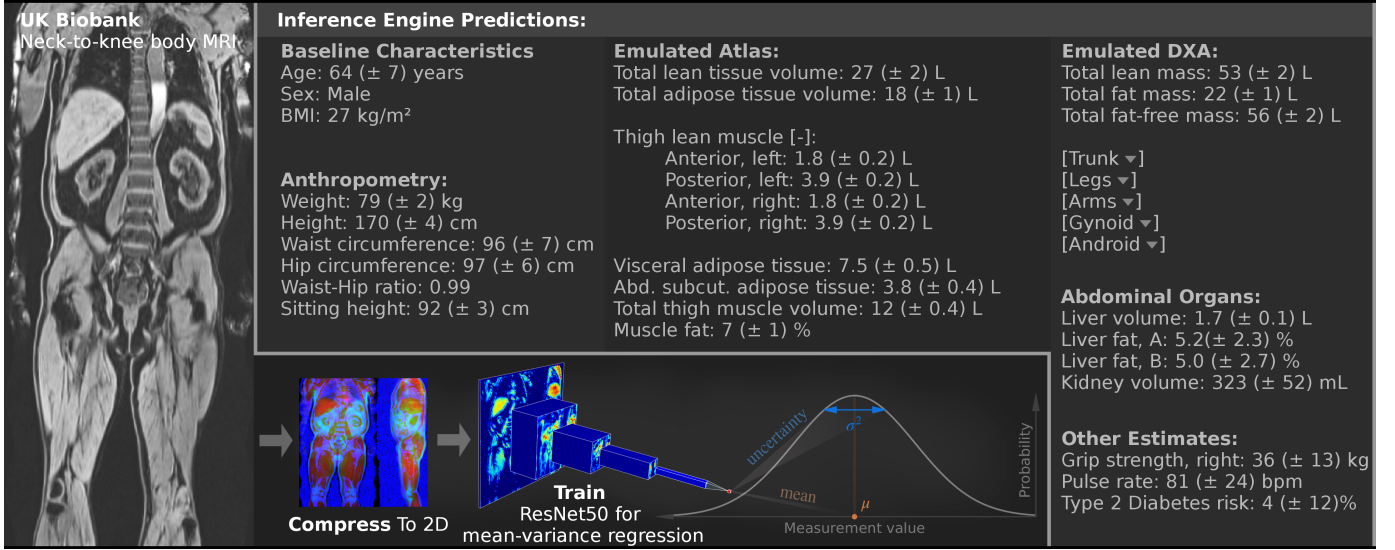 UK Biobank
Neck-to-knee body MRI
Inference Engine Predictions:
Baseline Characteristics
Age: 64 (± 7) years
Sex: Male
BMI: 27 kg/m²
Anthropometry:
Weight: 79 (± 2) kg
Height: 170 (± 4) cm
Waist circumference: 96 (± 7) cm
Hip circumference: 97 (± 6) cm
Waist-Hip ratio: 0.99
Sitting height: 92 (± 3) cm
Emulated Atlas:
Total lean tissue volume: 27 (± 2) L
Total adipose tissue volume: 18 (± 1) L
Thigh lean muscle [-]:
Anterior, left: 1.8 (± 0.2) L
Posterior, left: 3.9 (± 0.2) L
Anterior, right: 1.8 (± 0.2) L
Posterior, right: 3.9 (± 0.2) L
Visceral adipose tissue: 7.5 (± 0.5) L
Abd. subcut. adipose tissue: 3.8 (± 0.4) L
Total thigh muscle volume: 12 (± 0.4) L
Muscle fat: 7 (± 1) %
Emulated DXA:
Total lean mass: 53 (± 2) L
Total fat mass: 22 (± 1) L
Total fat-free mass: 56 (± 2) L
[Trunk ▾]
[Legs ▾]
[Arms ▾]
[Gynoid ▾]
[Android ▾]
Abdominal Organs:
Liver volume: 1.7 (± 0.1) L
Liver fat, A: 5.2(± 2.3) %
Liver fat, B: 5.0 (± 2.7) %
Kidney volume: 323 (± 52) mL
Other Estimates:
Grip strength, right: 36 (± 13) kg
Pulse rate: 81 (± 24) bpm
Type 2 Diabetes risk: 4 (± 12)%
Compress To 2D
Train
ResNet50 for
mean-variance regression
uncertainty
σ²
mean
μ
Measurement value
Probability